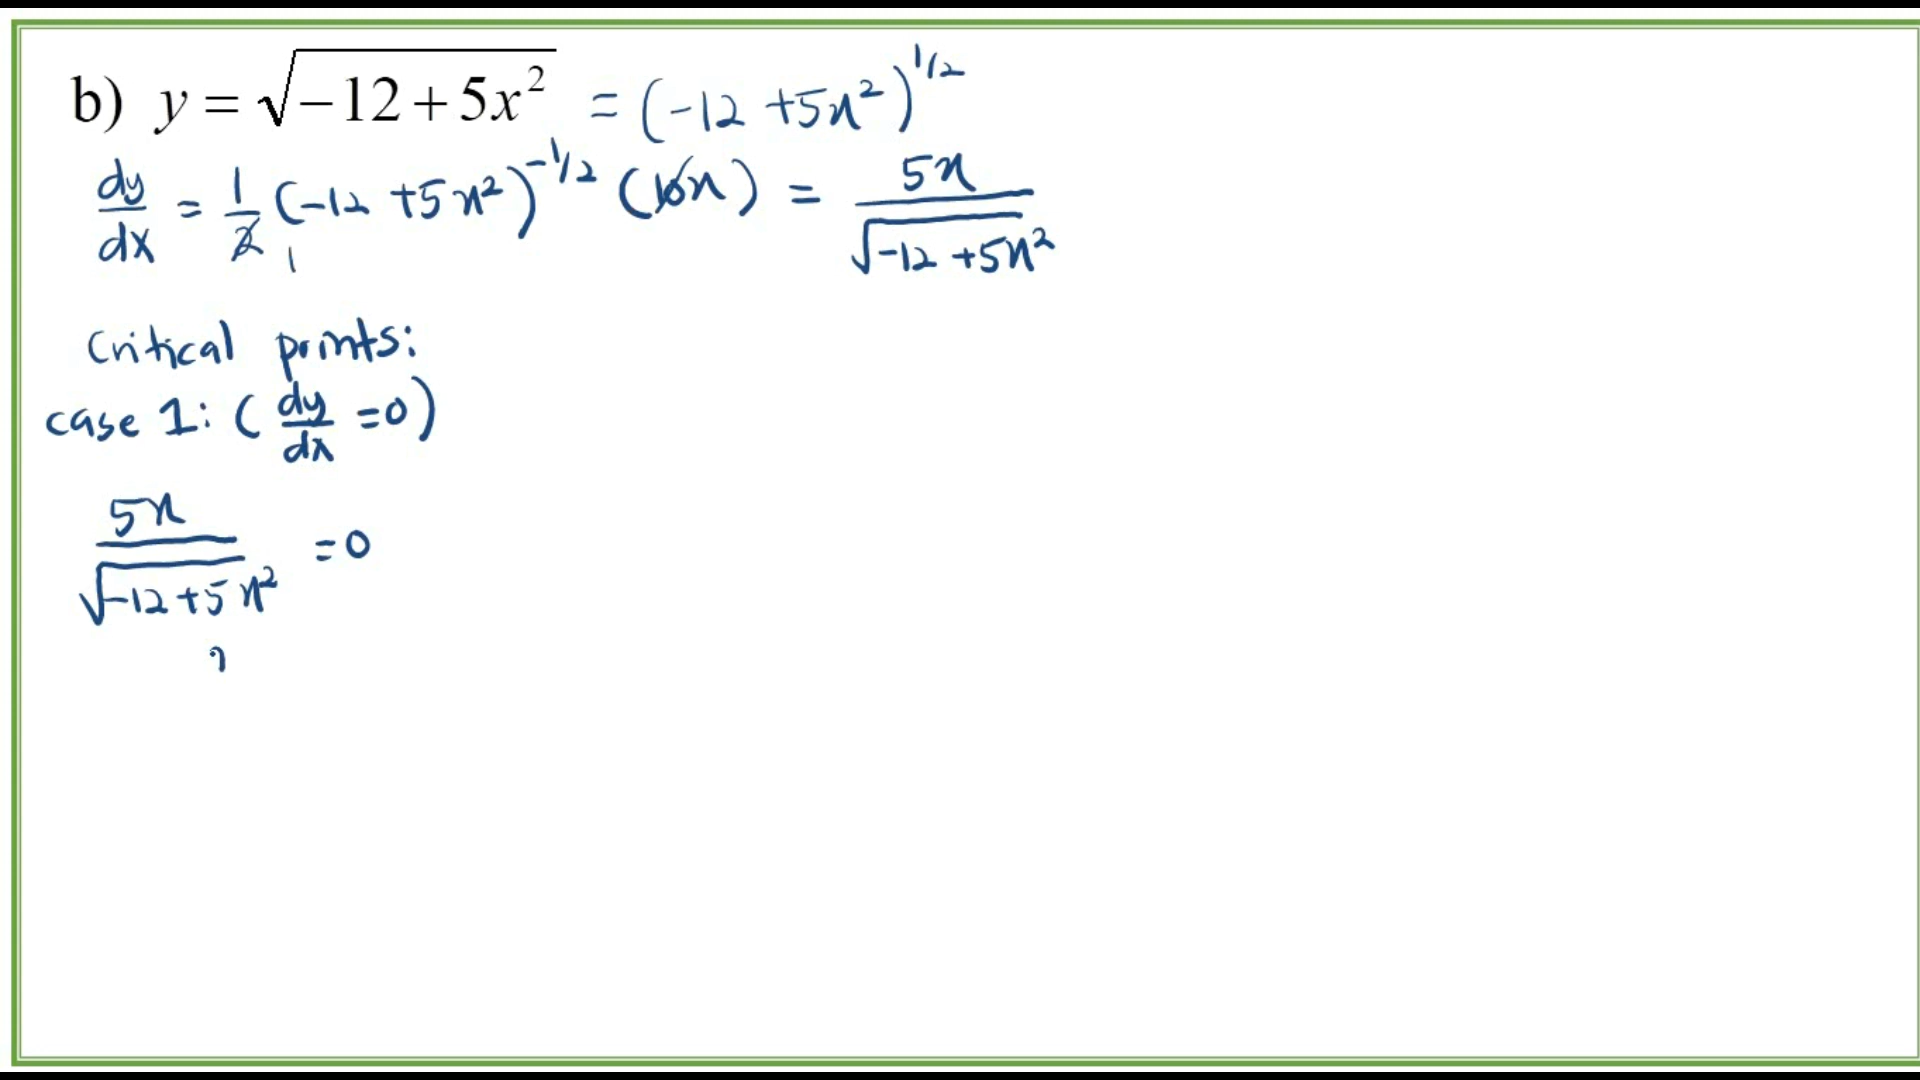 b) y = √(-12 + 5x²) = (-12 + 5x²)^1/2
dy/dx = 1/2 (-12 + 5x²)^-1/2 (10x) = 5x/√(-12 + 5x²)
1
Critical points:
case 1: (dy/dx = 0)
5x/√(-12 + 5x²) = 0